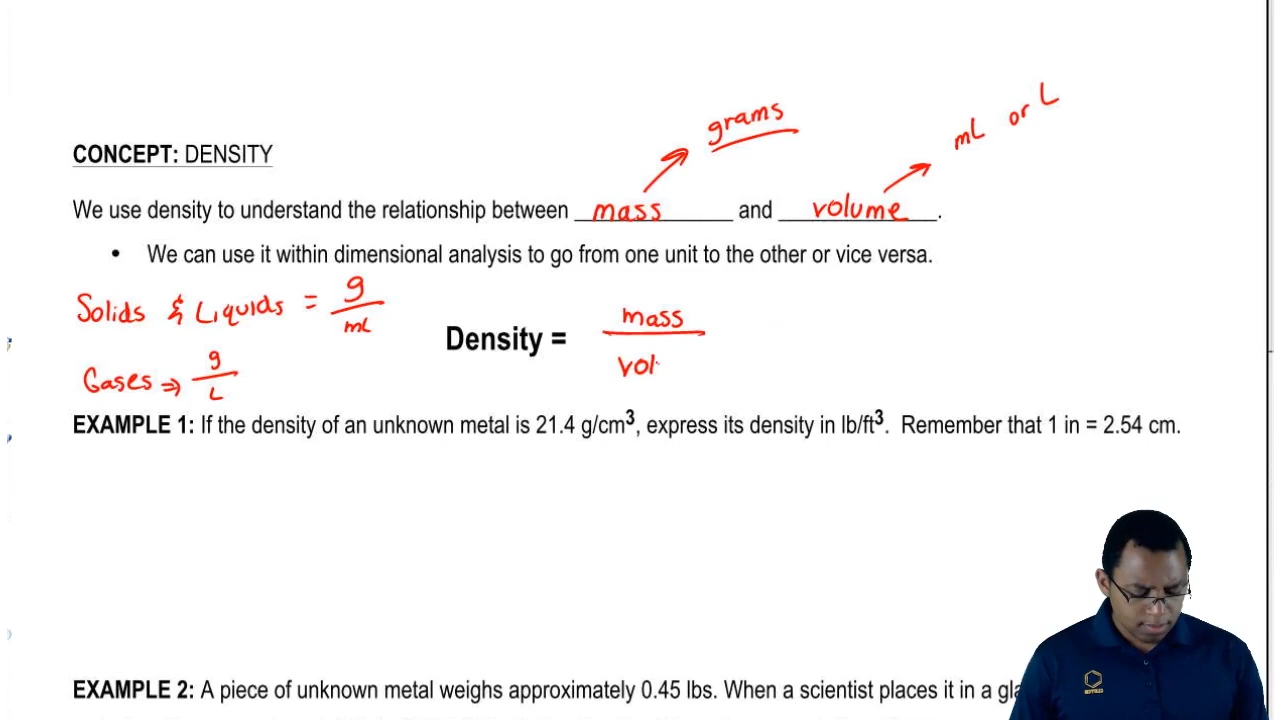 grams
mL or L
CONCEPT: DENSITY
We use density to understand the relationship between mass and volume.
• We can use it within dimensional analysis to go from one unit to the other or vice versa.
Solids & Liquids = g/mL
Density = mass/vol
Gases ⇒ g/L
EXAMPLE 1: If the density of an unknown metal is 21.4 g/cm³, express its density in lb/ft³. Remember that 1 in = 2.54 cm.
EXAMPLE 2: A piece of unknown metal weighs approximately 0.45 lbs. When a scientist places it in a